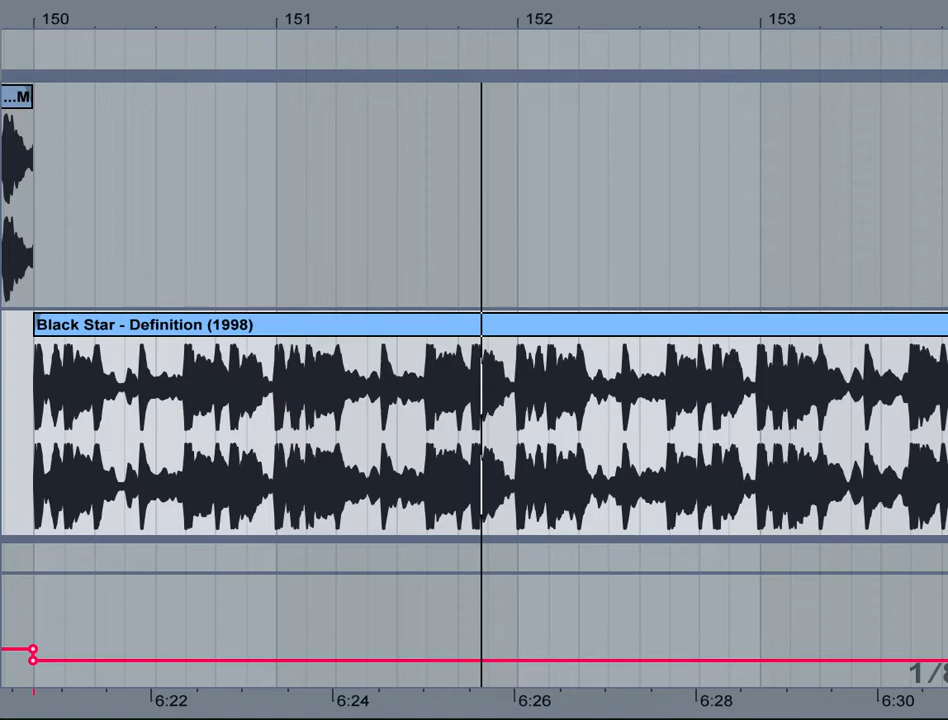 150 151 152 153
...M
Black Star - Definition (1998)
1/8
6:22 6:24 6:26 6:28 6:30